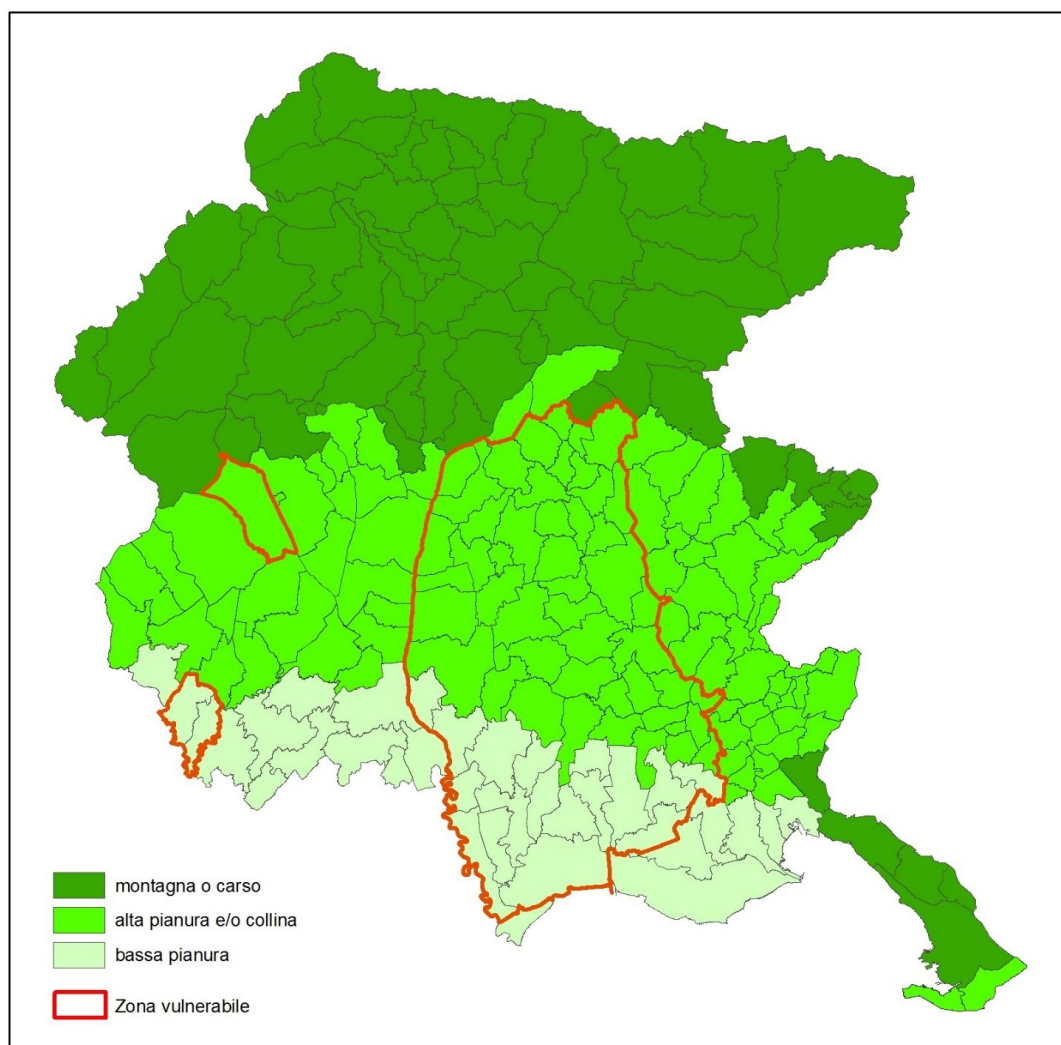 montagna o carso
alta pianura e/o collina
bassa pianura
Zona vulnerabile